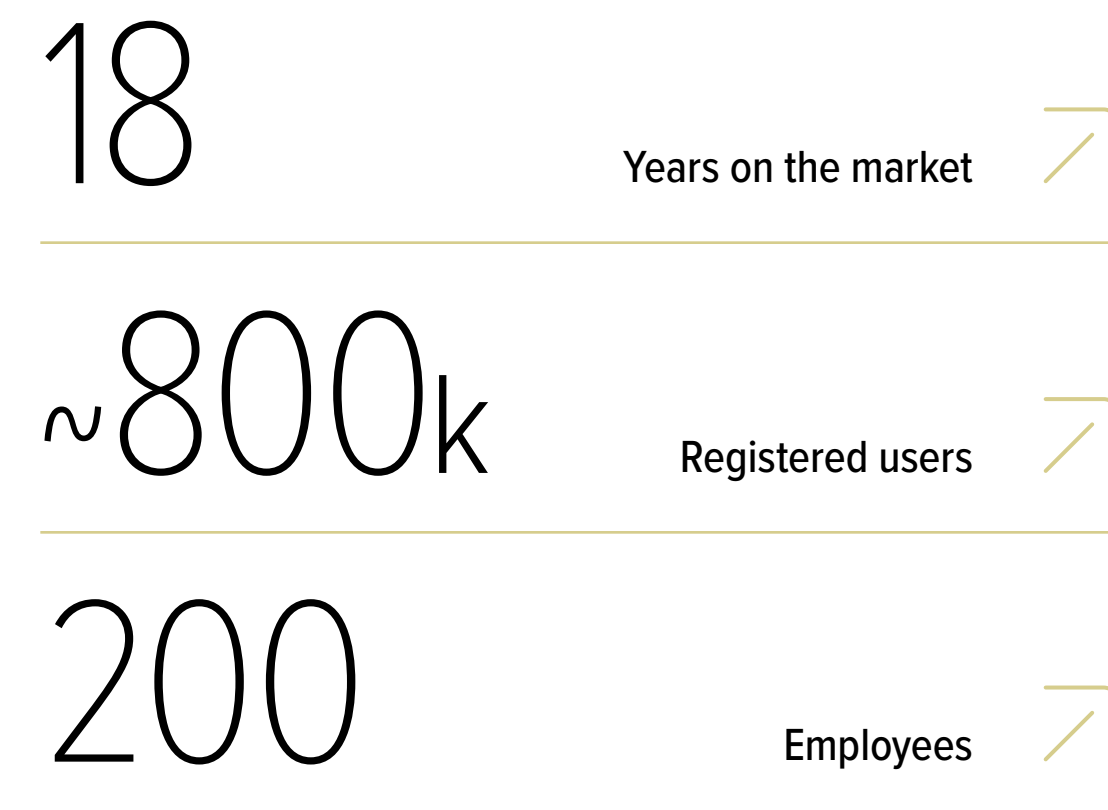 18
Years on the market
~800k
Registered users
200
Employees